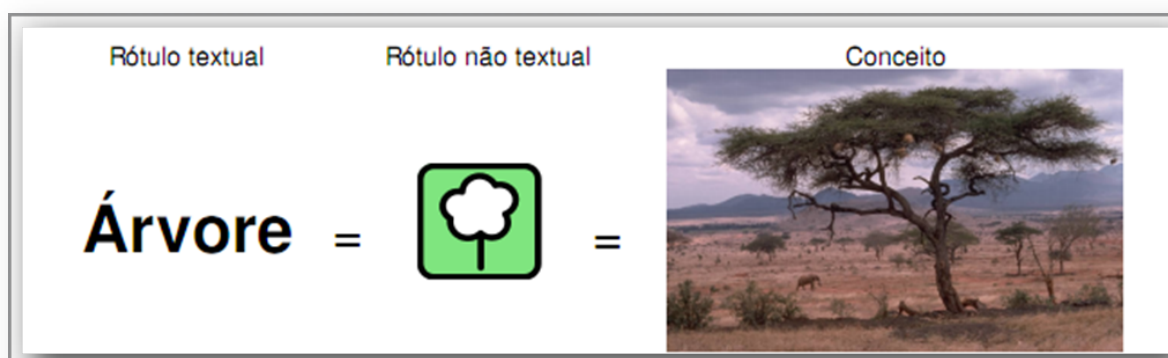 Rótulo textual Rótulo não textual Conceito
Árvore = =